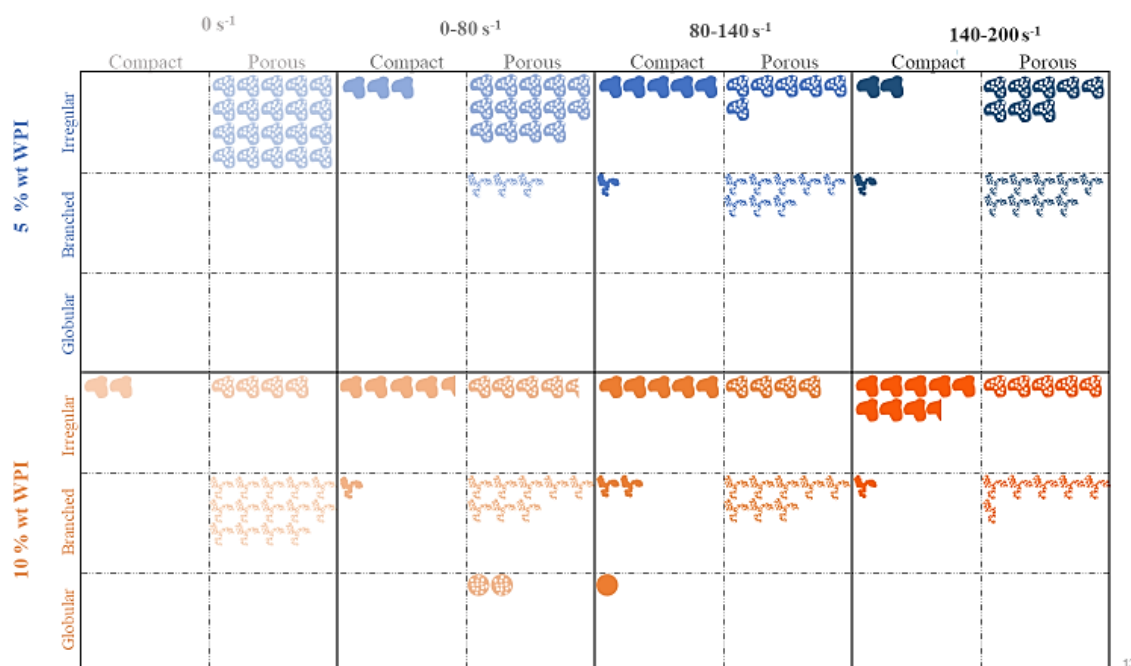 0 s-1 0-80 s-1 80-140 s-1 140-200 s-1
Compact Porous Compact Porous Compact Porous Compact Porous
5 % wt WPI
Irregular
Branched
Globular
10 % wt WPI
Irregular
Branched
Globular